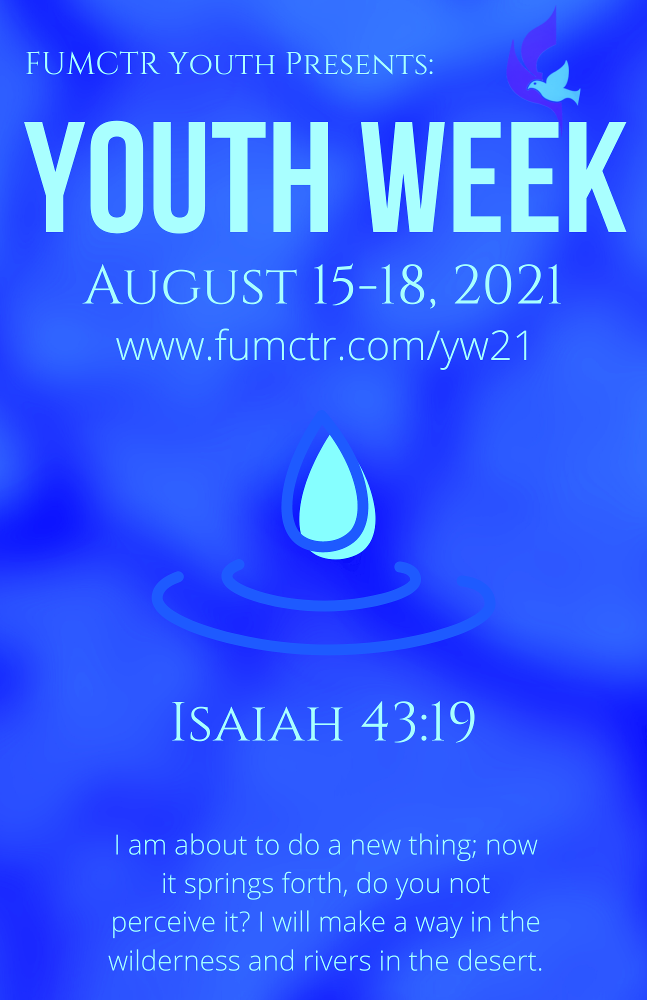 FUMCTR Youth Presents:
YOUTH WEEK
August 15-18, 2021
www.fumctr.com/yw21
Isaiah 43:19
I am about to do a new thing; now
it springs forth, do you not
perceive it? I will make a way in the
wilderness and rivers in the desert.